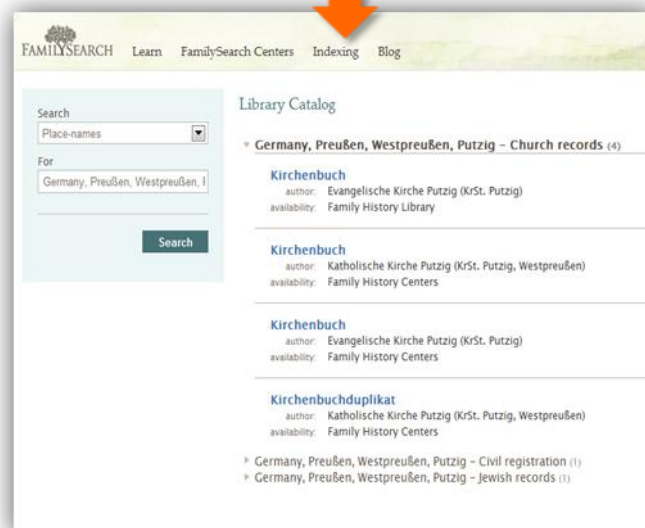 FAMILYSEARCH Learn FamilySearch Centers Indexing Blog
Search
Place-names
For
Germany, Preußen, Westpreußen, F
Search
Library Catalog
Germany, Preußen, Westpreußen, Putzig – Church records (4)
Kirchenbuch
author: Evangelische Kirche Putzig (KrSt. Putzig)
availability: Family History Library
Kirchenbuch
author: Katholische Kirche Putzig (KrSt. Putzig, Westpreußen)
availability: Family History Centers
Kirchenbuch
author: Evangelische Kirche Putzig (KrSt. Putzig)
availability: Family History Centers
Kirchenbuchduplikat
author: Katholische Kirche Putzig (KrSt. Putzig, Westpreußen)
availability: Family History Centers
Germany, Preußen, Westpreußen, Putzig – Civil registration (1)
Germany, Preußen, Westpreußen, Putzig – Jewish records (1)